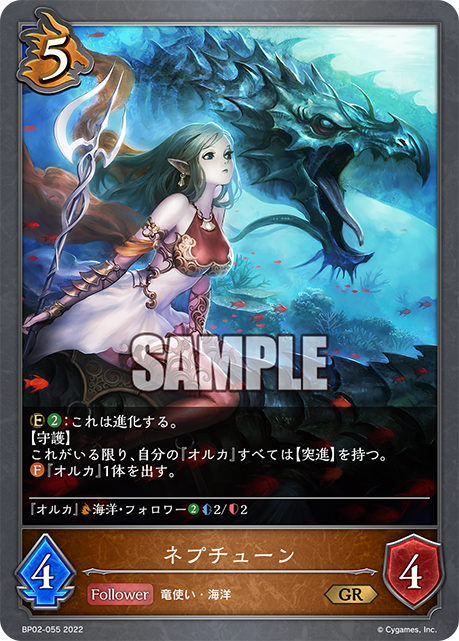 5
SAMPLE
E 2：これは進化する。
【守護】
これがいる限り、自分の『オルカ』すべては【突進】を持つ。
F 『オルカ』1体を出す。
『オルカ』海洋・フォロワー 2 2/ 2
ネプチューン
4
Follower 竜使い・海洋 GR
4
BP02-055 2022
© Cygames, Inc.